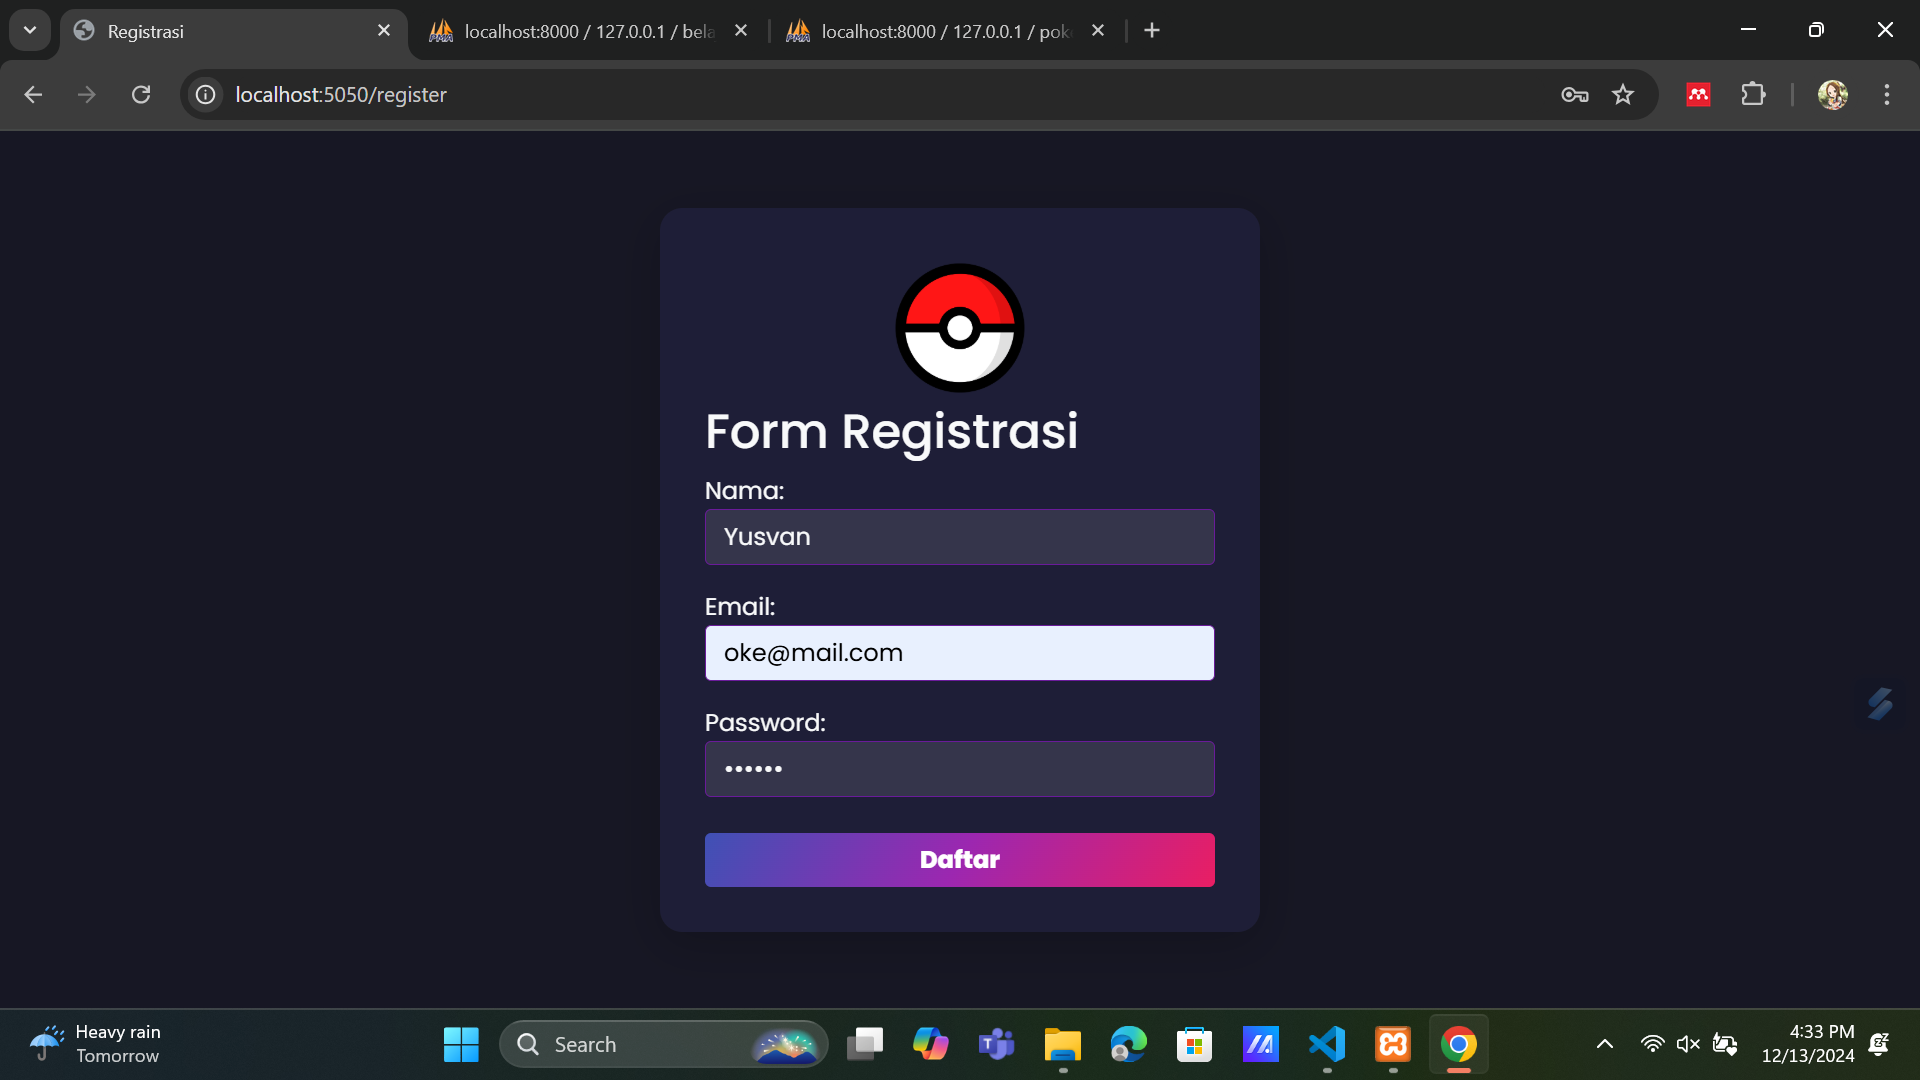 Registrasi
localhost:8000 / 127.0.0.1 / bela
localhost:8000 / 127.0.0.1 / pok
localhost:5050/register
Form Registrasi
Nama:
Yusvan
Email:
oke@mail.com
Password:
••••••
Daftar
Heavy rain
Tomorrow
Search
4:33 PM
12/13/2024